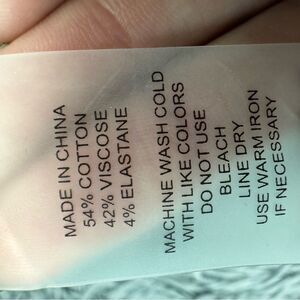 MADE IN CHINA
54% COTTON
42% VISCOSE
4% ELASTANE
MACHINE WASH COLD
WITH LIKE COLORS
DO NOT USE
BLEACH
LINE DRY
USE WARM IRON
IF NECESSARY